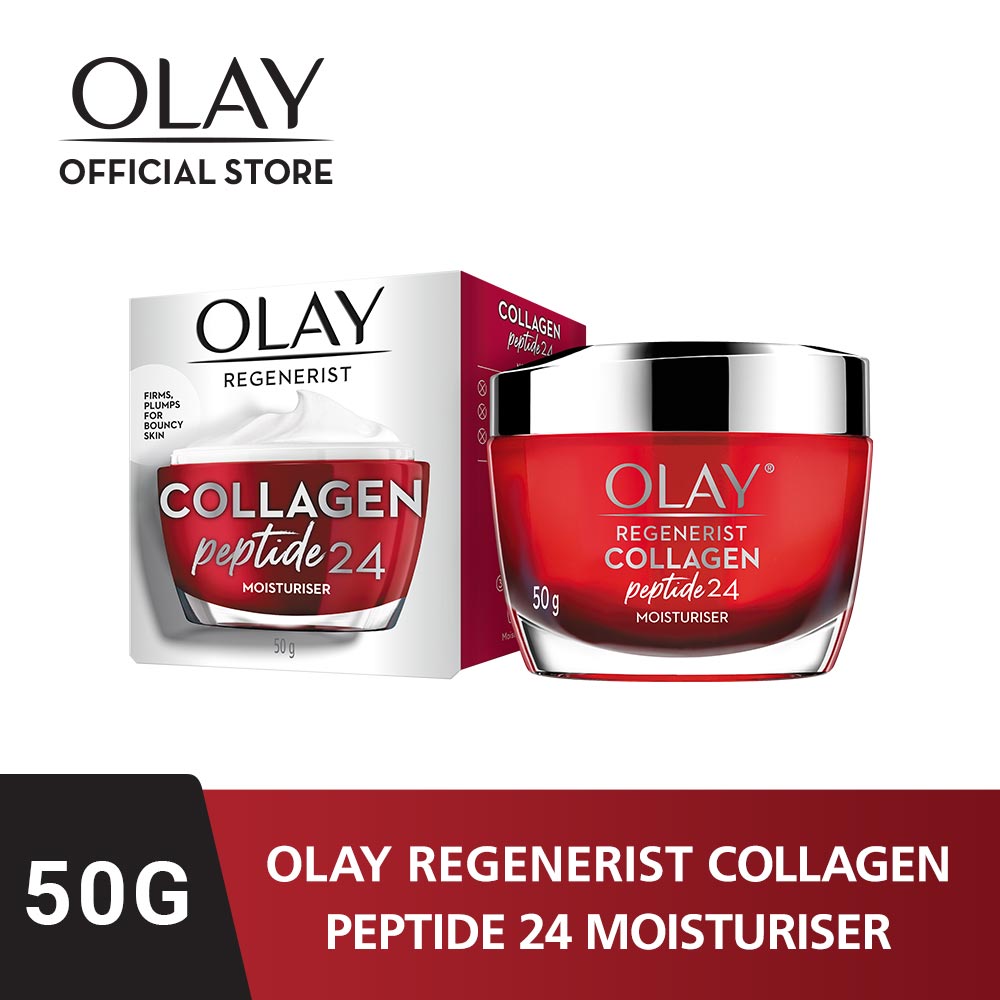 OLAY
OFFICIAL STORE
OLAY
REGENERIST
FIRMS,
PLUMPS
FOR
BOUNCY
SKIN
COLLAGEN
peptide 24
MOISTURISER
50 g
COLLAGEN
peptide 24
OLAY®
REGENERIST
COLLAGEN
peptide 24
MOISTURISER
50 g
50G
OLAY REGENERIST COLLAGEN
PEPTIDE 24 MOISTURISER